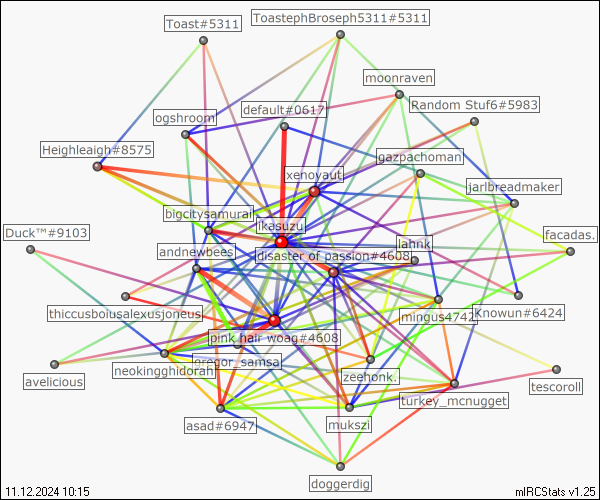 Toast#5311
ToastephBroseph5311#5311
moonraven
Random Stuf6#5983
ogshroom
default#0617
Heighleaigh#8575
gazpachoman
xenoyaut
jarlbreadmaker
bigcitysamurai
ikasuzu
Duck™#9103
andnewbees
disaster of passion#4608
lahnk
facadas.
thiccusboiusalexusjoneus
mingus4742
Knowun#6424
pink hair woag#4608
gregor_samsa
neokingghidorah
zeehonk.
avelicious
tescoroll
turkey_mcnugget
asad#6947
mukszi
doggerdig
11.12.2024 10:15
mIRCStats v1.25